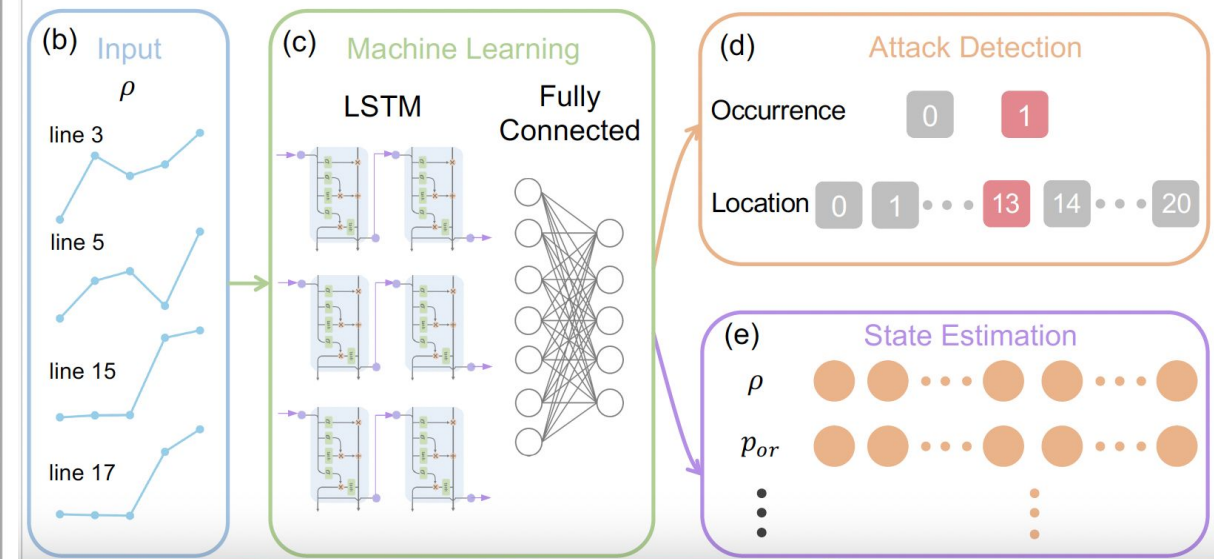 (b) Input
ρ
line 3
line 5
line 15
line 17
(c) Machine Learning
LSTM
Fully
Connected
(d) Attack Detection
Occurrence 0 1
Location 0 1 13 14 20
(e) State Estimation
ρ
p_or